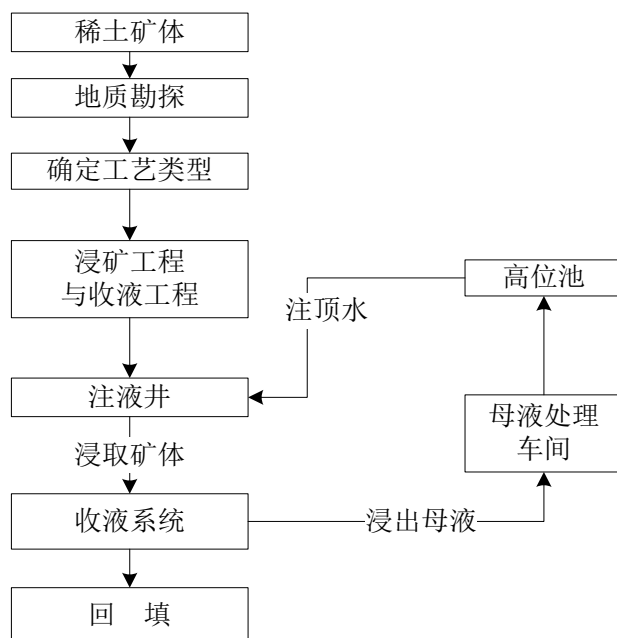 稀土矿体
地质勘探
确定工艺类型
浸矿工程
与收液工程
高位池
注顶水
注液井
母液处理
车间
浸取矿体
收液系统
浸出母液
回 填